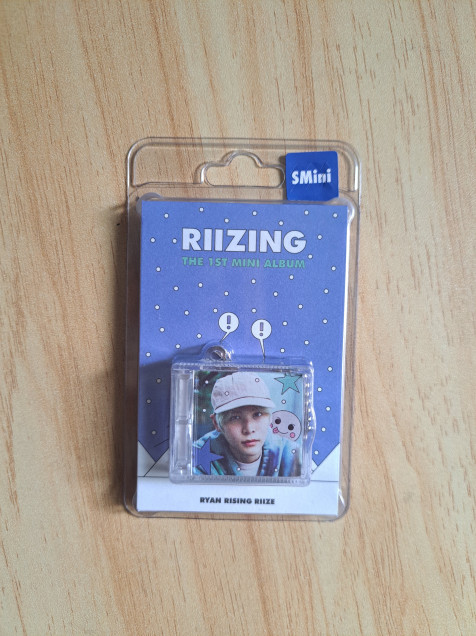 SMini
RIIZING
THE 1ST MINI ALBUM
!
!
RYAN RISING RIIZE